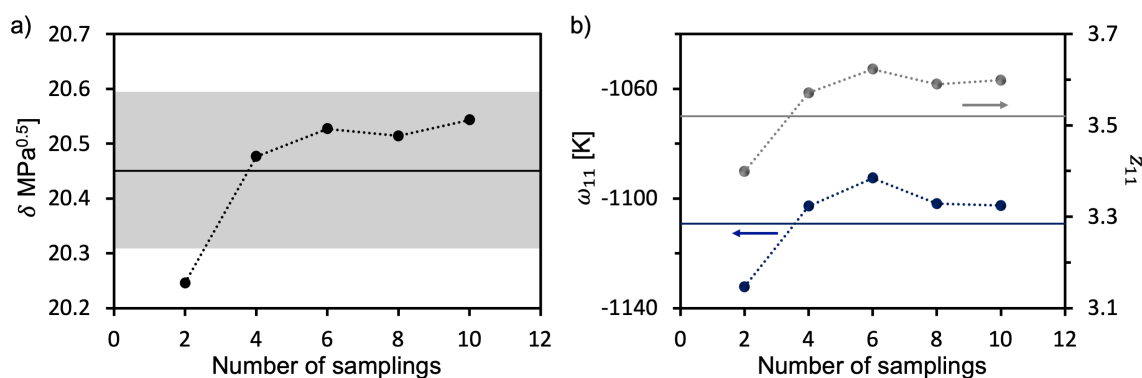 a)
20.7
20.6
20.5
20.4
20.3
20.2
δ MPa^0.5
0 2 4 6 8 10 12
Number of samplings
b)
-1060
-1100
-1140
ω₁₁ [K]
3.7
3.5
3.3
3.1
z₁₁
0 2 4 6 8 10 12
Number of samplings